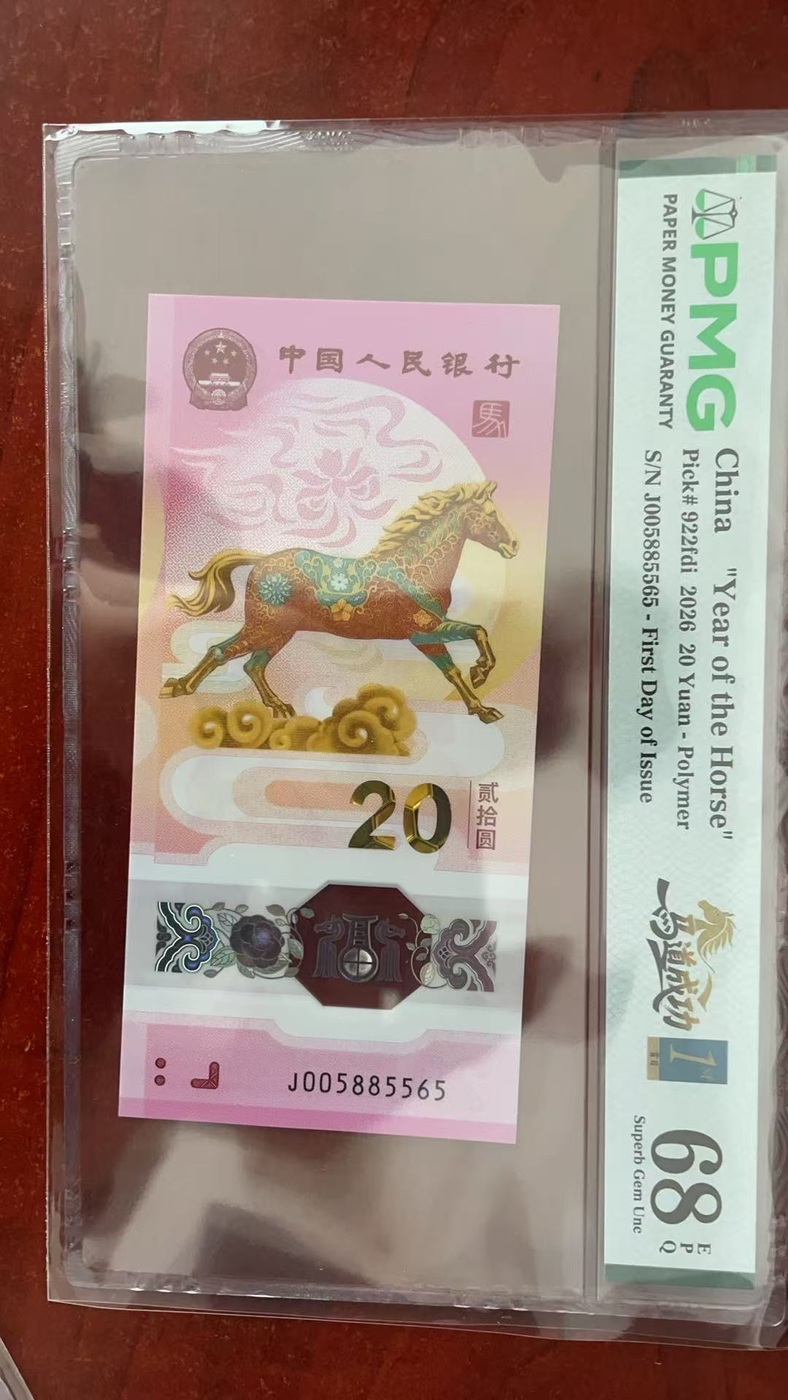 中国人民银行
馬
20
贰拾圆
J005885565
PMG
PAPER MONEY GUARANTY
China "Year of the Horse"
Pick# 922fdi 2026 20 Yuan - Polymer
S/N J005885565 - First Day of Issue
马道成功
1st
68
EPQ
Superb Gem Unc